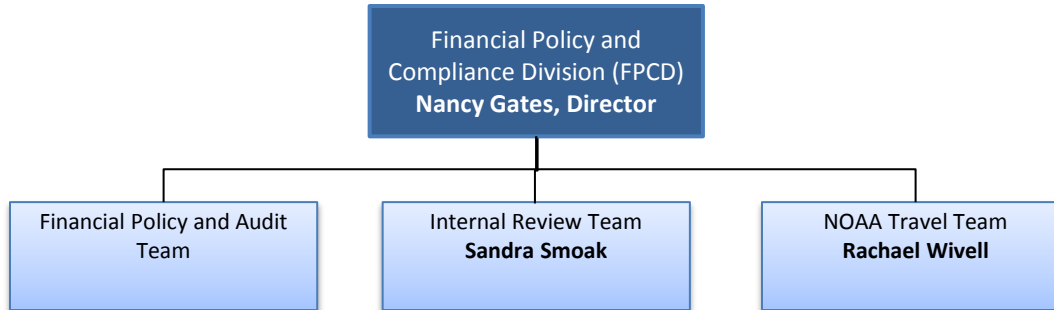 Financial Policy and
Compliance Division (FPCD)
Nancy Gates, Director
Financial Policy and Audit
Team
Internal Review Team
Sandra Smoak
NOAA Travel Team
Rachael Wivell